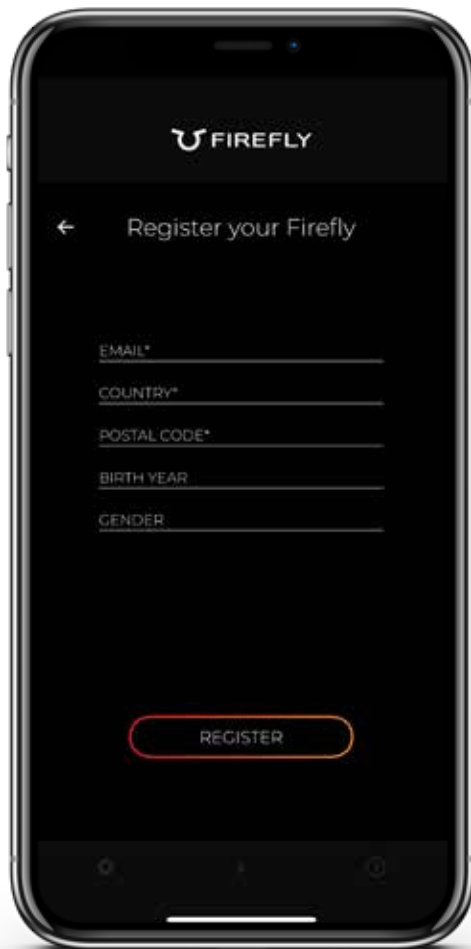 FIREFLY
Register your Firefly
EMAIL*
COUNTRY*
POSTAL CODE*
BIRTH YEAR
GENDER
REGISTER